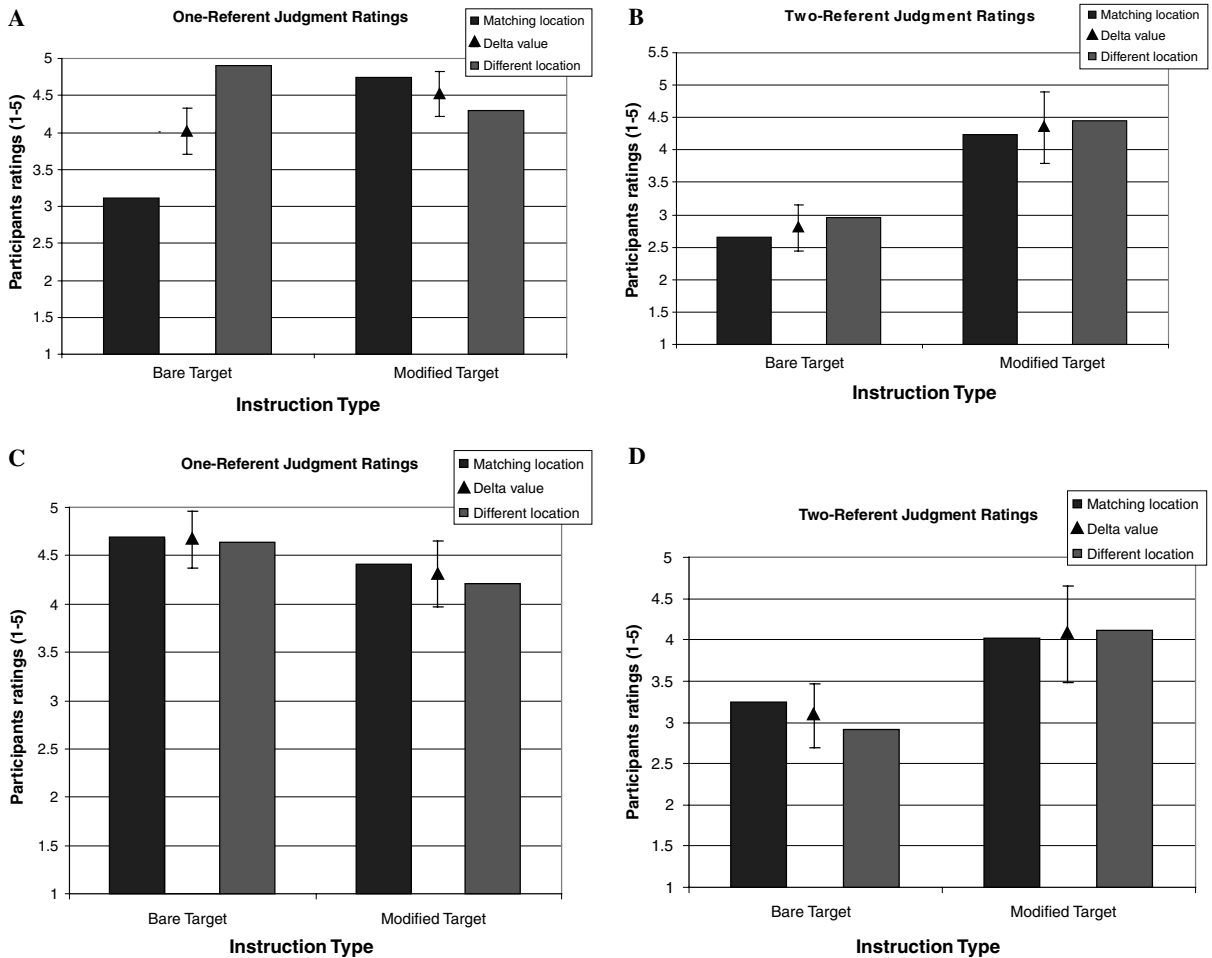 A
One-Referent Judgment Ratings
Matching location
Delta value
Different location
Participants ratings (1-5)
5
4.5
4
3.5
3
2.5
2
1.5
1
Bare Target
Modified Target
Instruction Type
B
Two-Referent Judgment Ratings
Matching location
Delta value
Different location
Participants ratings (1-5)
5.5
5
4.5
4
3.5
3
2.5
2
1.5
1
Bare Target
Modified Target
Instruction Type
C
One-Referent Judgment Ratings
Matching location
Delta value
Different location
Participants ratings (1-5)
5
4.5
4
4.5
3
2.5
2
1.5
1
Bare Target
Modified Target
Instruction Type
D
Two-Referent Judgment Ratings
Matching location
Delta value
Different location
Participants ratings (1-5)
5
4.5
4
3.5
3
2.5
2
1.5
1
Bare Target
Modified Target
Instruction Type